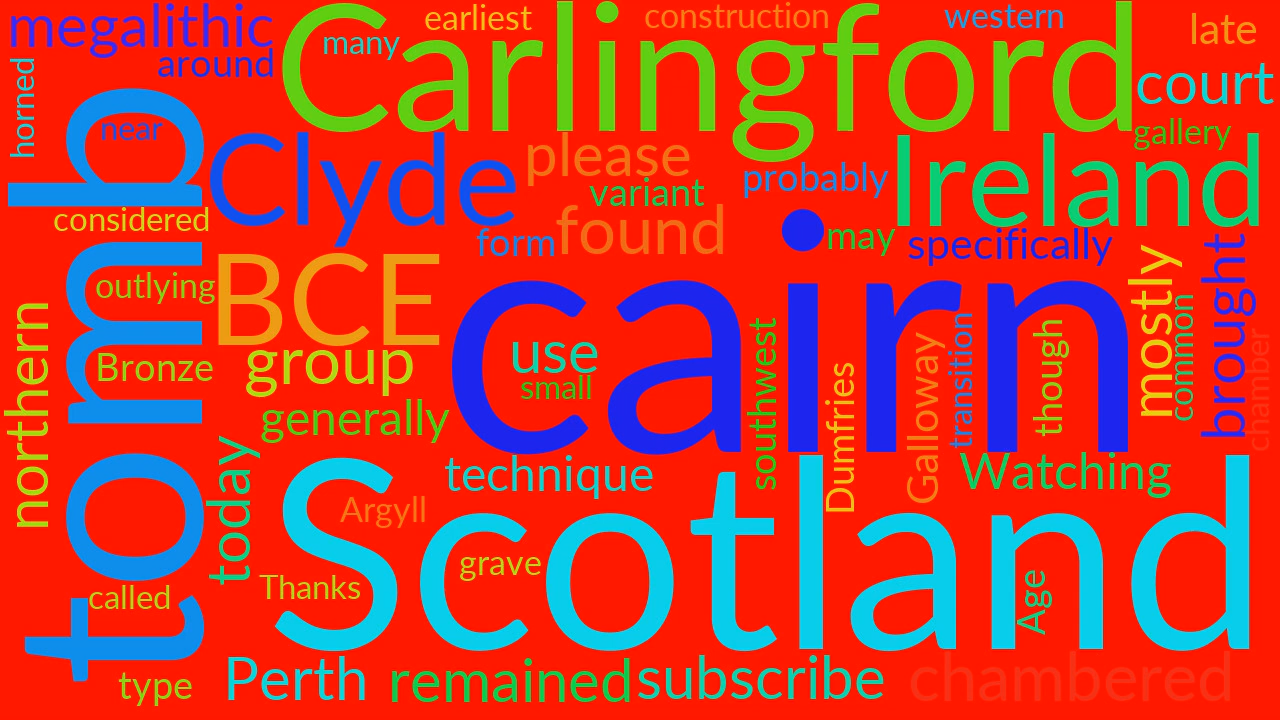 megalithic
Carlingford
earliest
construction
western
late
many
around
horned
court
near
tomb
Clyde
please
gallery
Ireland
variant
probably
considered
found
form
may
specifically
BCE
cairn
mostly
brought
outlying
northern
Bronze
group
use
small
southwest
Dumfries
Galloway
transition
though
common
chamber
generally
today
technique
Watching
Scotland
Argyll
grave
Thanks
called
Age
type
Perth
remained
subscribe
chambered